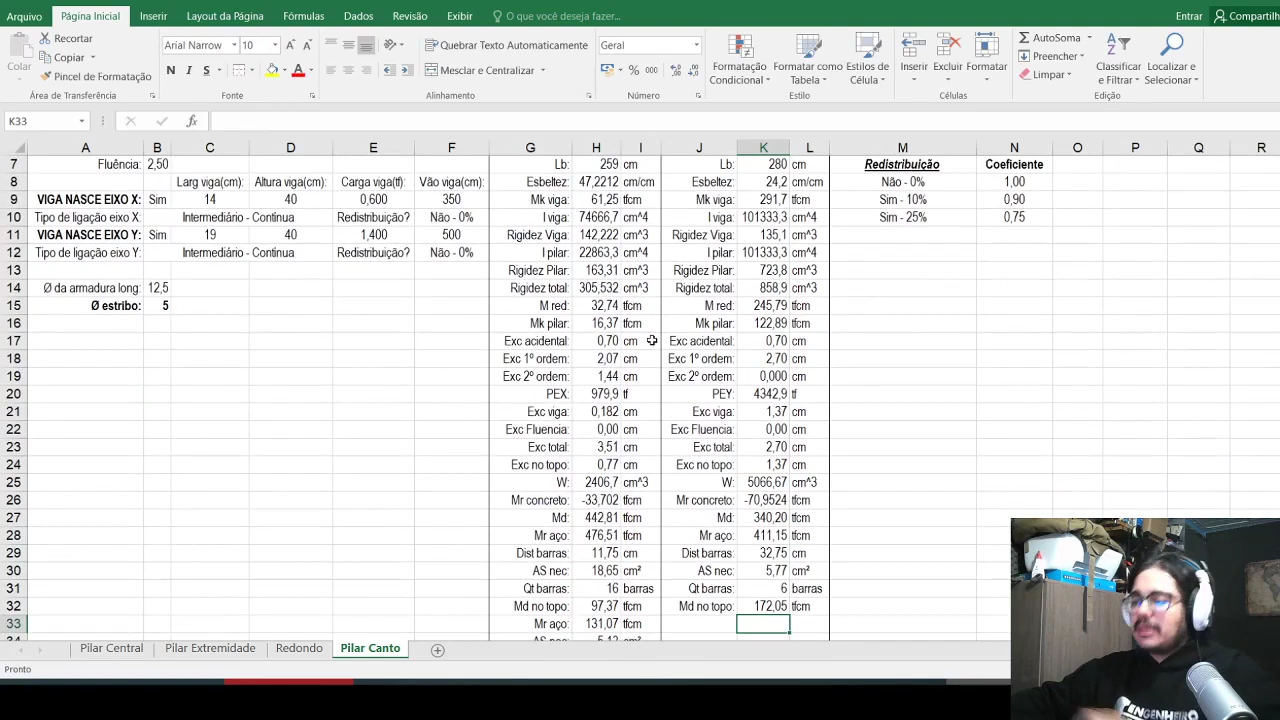 Arquivo Página Inicial Inserir Layout da Página Fórmulas Dados Revisão Exibir O que você deseja fazer... Entrar Compartilh
Colar Recortar Arial Narrow 10 Quebrar Texto Automaticamente Geral Formatação Condicional Formatar como Tabela Estilos de Célula Inserir Excluir Formatar AutoSoma Classificar e Filtrar Localizar e Selecionar
Copiar Preencher
Pincel de Formatação N I S Mesclar e Centralizar % 000 Limpar
Área de Transferência Fonte Alinhamento Número Estilo Células Edição
K33 fx
A B C D E F G H I J K L M N O P Q R
7 Fluência: 2,50 Lb: 259 cm Lb: 280 cm Redistribuição Coeficiente
8 Larg viga(cm): Altura viga(cm): Carga viga(tf): Vão viga(cm): Esbeltez: 47,2212 cm/cm Esbeltez: 24,2 cm/cm Não - 0% 1,00
9 VIGA NASCE EIXO X: Sim 14 40 0,600 350 Mk viga: 61,25 tfcm Mk viga: 291,7 tfcm Sim - 10% 0,90
10 Tipo de ligação eixo X: Intermediário - Continua Redistribuição? Não - 0% I viga: 74666,7 cm^4 I viga: 101333,3 cm^4 Sim - 25% 0,75
11 VIGA NASCE EIXO Y: Sim 19 40 1,400 500 Rigidez Viga: 142,222 cm^3 Rigidez Viga: 135,1 cm^3
12 Tipo de ligação eixo Y: Intermediário - Continua Redistribuição? Não - 0% I pilar: 22863,3 cm^4 I pilar: 101333,3 cm^4
13 Rigidez Pilar: 163,31 cm^3 Rigidez Pilar: 723,8 cm^3
14 Ø da armadura long: 12,5 Rigidez total: 305,532 cm^3 Rigidez total: 858,9 cm^3
15 Ø estribo: 5 M red: 32,74 tfcm M red: 245,79 tfcm
16 Mk pilar: 16,37 tfcm Mk pilar: 122,89 tfcm
17 Exc acidental: 0,70 cm Exc acidental: 0,70 cm
18 Exc 1º ordem: 2,07 cm Exc 1º ordem: 2,70 cm
19 Exc 2º ordem: 1,44 cm Exc 2º ordem: 0,000 cm
20 PEX: 979,9 tf PEY: 4342,9 tf
21 Exc viga: 0,182 cm Exc viga: 1,37 cm
22 Exc Fluencia: 0,00 cm Exc Fluencia: 0,00 cm
23 Exc total: 3,51 cm Exc total: 2,70 cm
24 Exc no topo: 0,77 cm Exc no topo: 1,37 cm
25 W: 2406,7 cm^3 W: 5066,67 cm^3
26 Mr concreto: -33,702 tfcm Mr concreto: -70,9524 tfcm
27 Md: 442,81 tfcm Md: 340,20 tfcm
28 Mr aço: 476,51 tfcm Mr aço: 411,15 tfcm
29 Dist barras: 11,75 cm Dist barras: 32,75 cm
30 AS nec: 18,65 cm² AS nec: 5,77 cm²
31 Qt barras: 16 barras Qt barras: 6 barras
32 Md no topo: 97,37 tfcm Md no topo: 172,05 tfcm
33 Mr aço: 131,07 tfcm
Pilar Central Pilar Extremidade Redondo Pilar Canto
Pronto